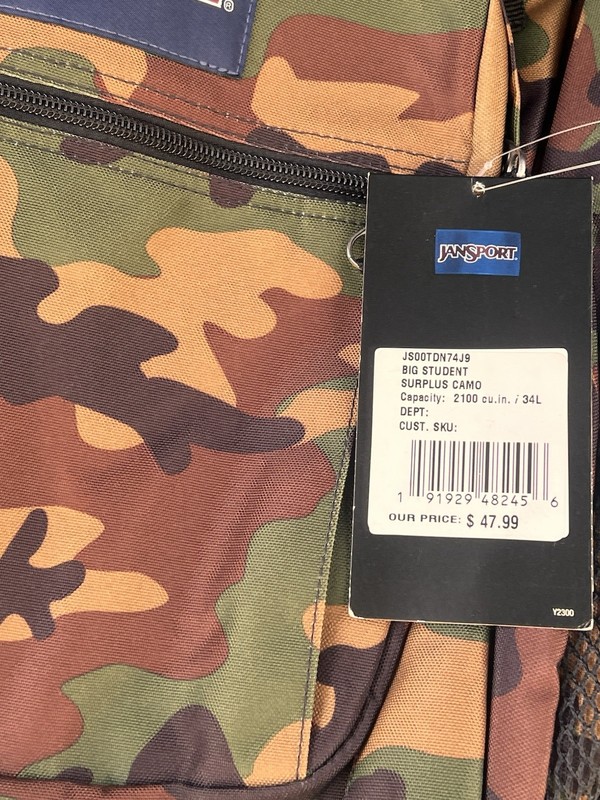 ®
JANSPORT
JS00TDN74J9
BIG STUDENT
SURPLUS CAMO
Capacity: 2100 cu.in. / 34L
DEPT:
CUST. SKU:
1 91929 48245 6
OUR PRICE: $ 47.99
Y2300